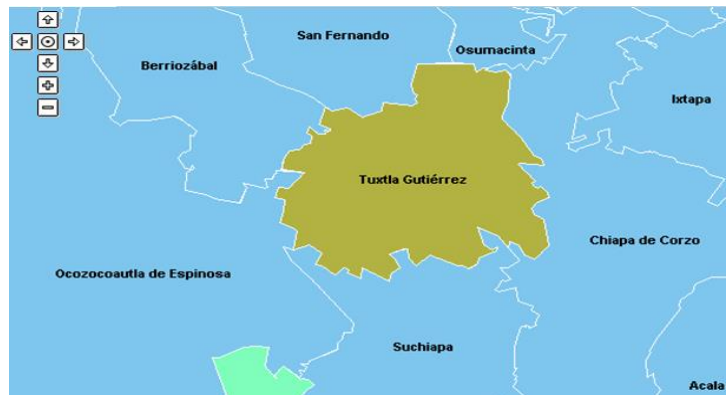 San Fernando
Osumacinta
Berriozábal
Ixtapa
Tuxtla Gutiérrez
Chiapa de Corzo
Ocozocoautla de Espinosa
Suchiapa
Acala